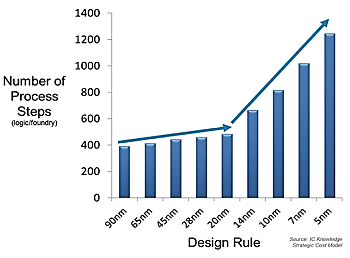 Number of
Process
Steps
(logic/foundry)
1400
1200
1000
800
600
400
200
0
90nm
65nm
45nm
28nm
20nm
14nm
10nm
7nm
5nm
Design Rule
Source: IC Knowledge
Strategic Cost Model